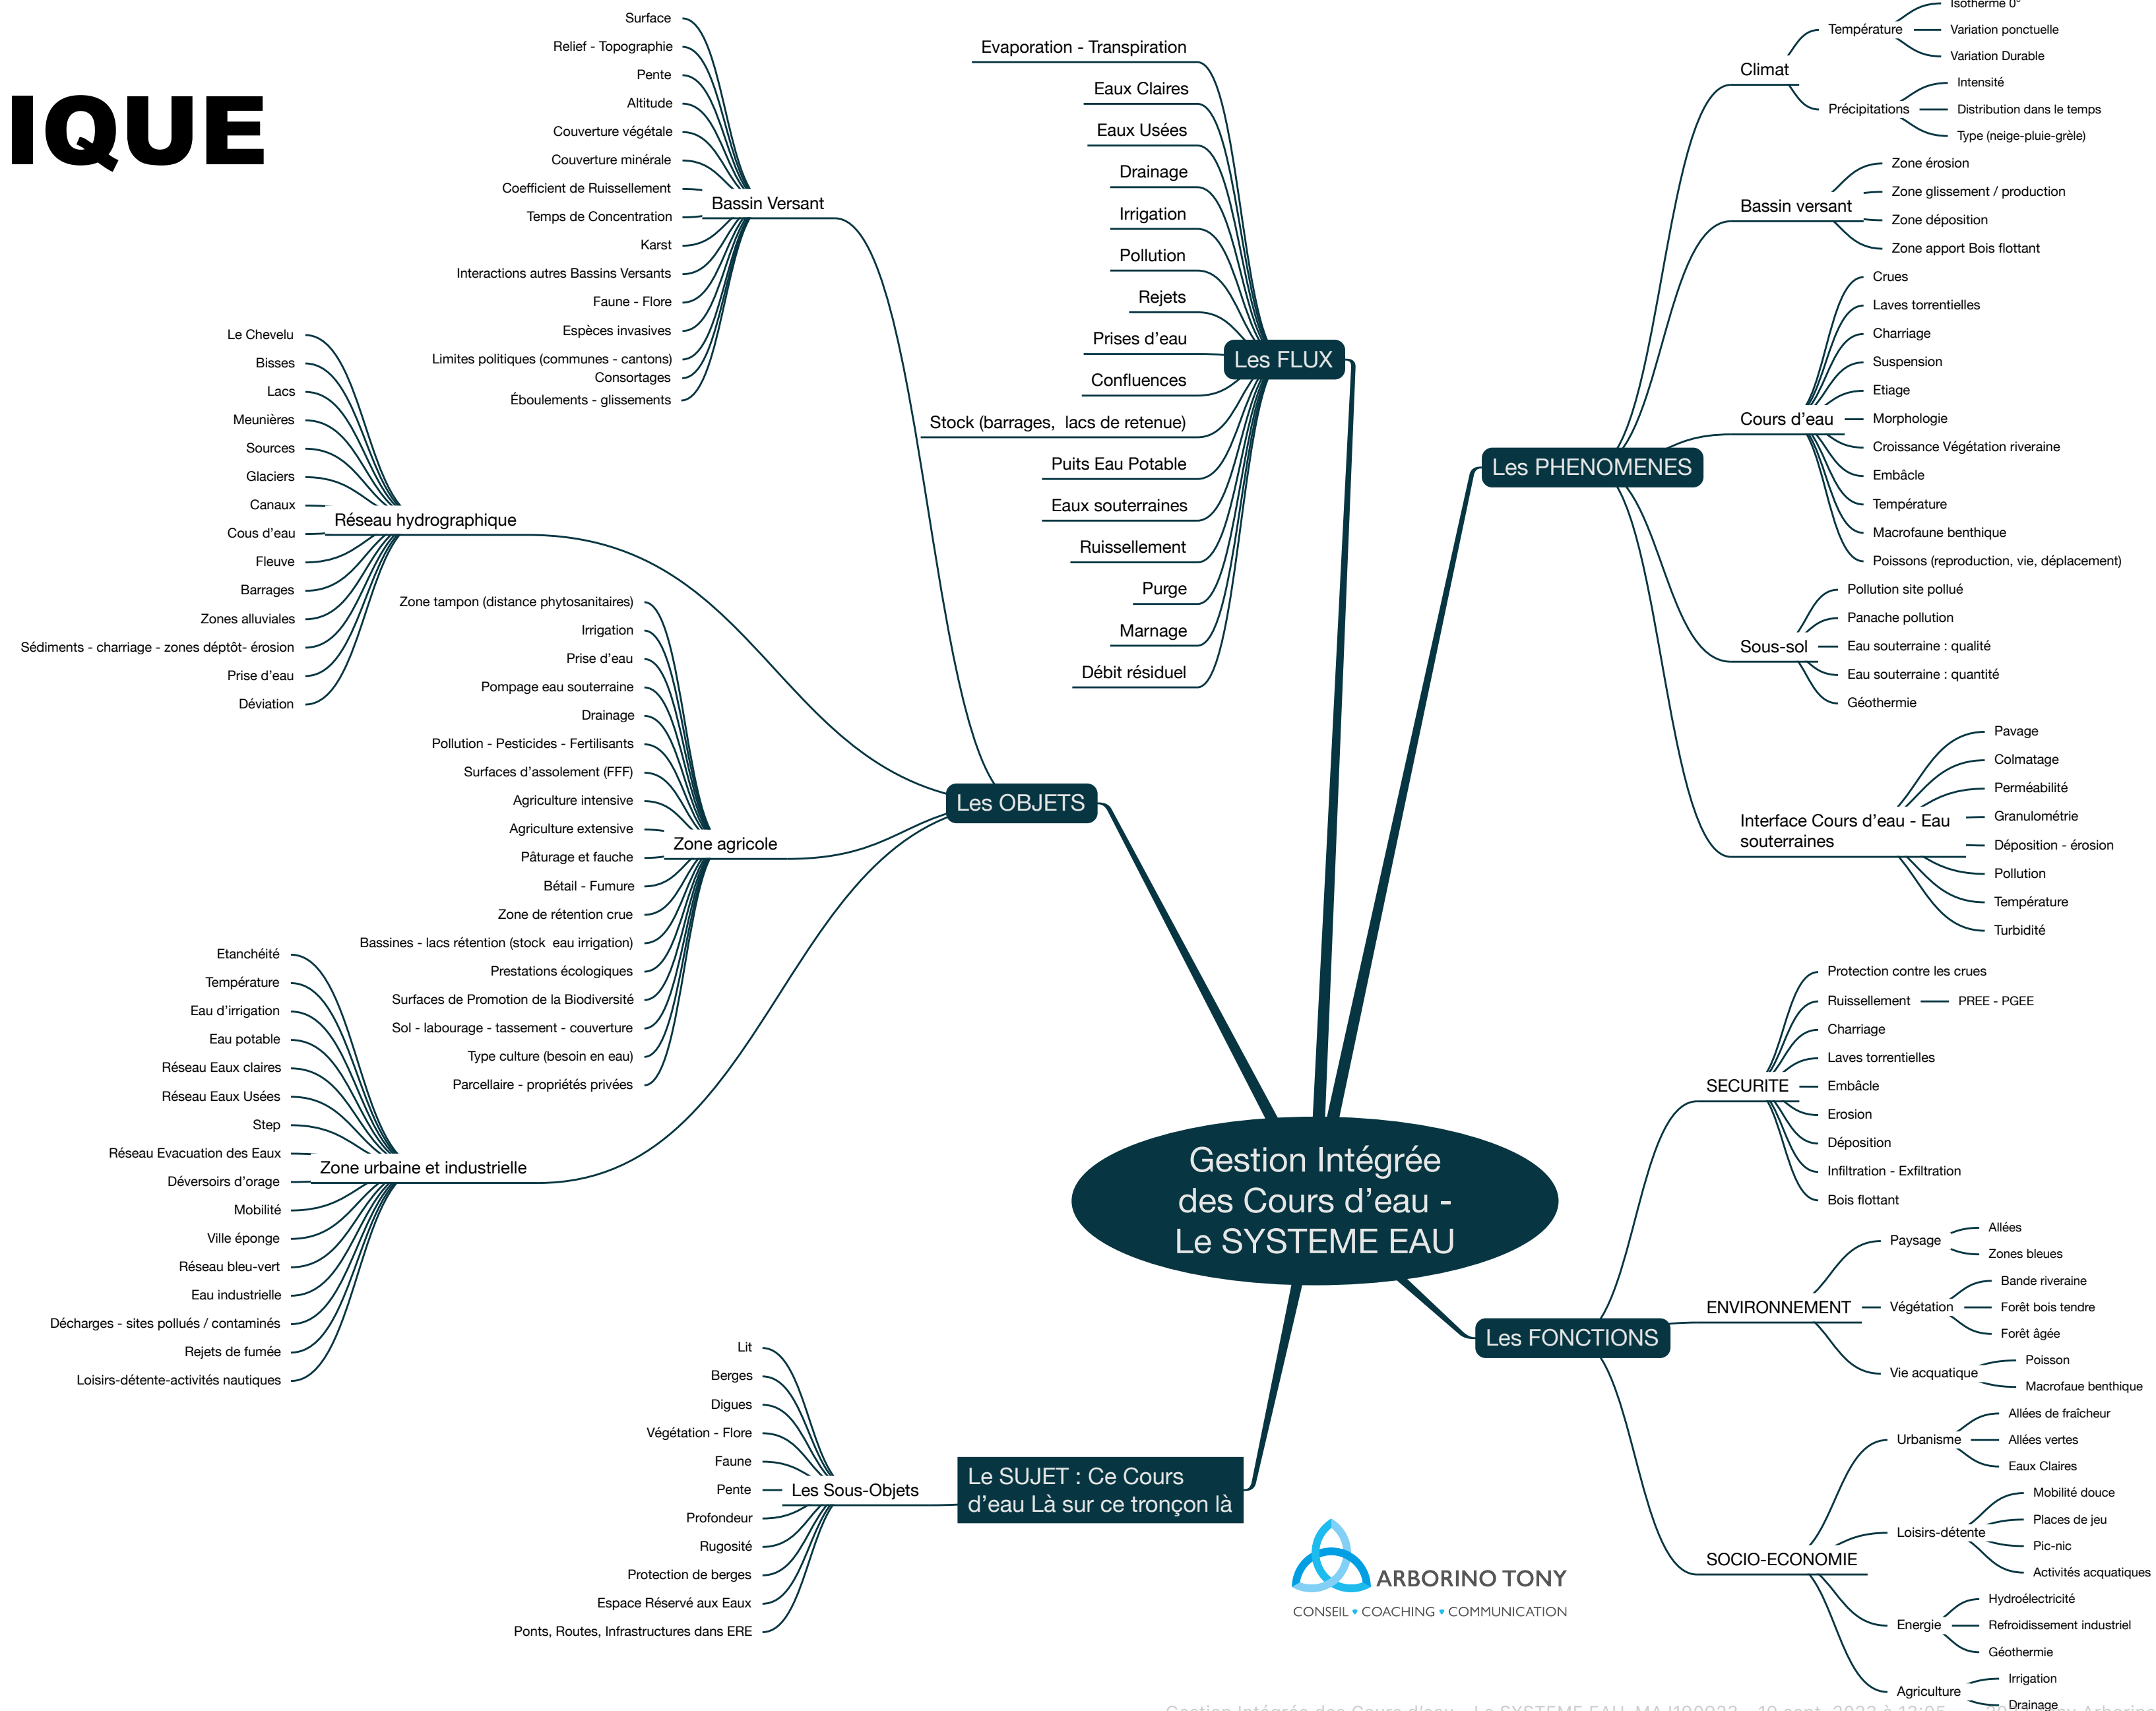 IQUE
Surface
Relief - Topographie
Pente
Altitude
Couverture végétale
Couverture minérale
Coefficient de Ruissellement
Temps de Concentration
Karst
Interactions autres Bassins Versants
Faune - Flore
Espèces invasives
Limites politiques (communes - cantons)
Consortages
Éboulements - glissements
Bassin Versant
Le Chevelu
Bisses
Lacs
Meunières
Sources
Glaciers
Canaux
Cous d'eau
Fleuve
Barrages
Zones alluviales
Sédiments - charriage - zones déptôt- érosion
Prise d'eau
Déviation
Réseau hydrographique
Zone tampon (distance phytosanitaires)
Irrigation
Prise d'eau
Pompage eau souterraine
Drainage
Pollution - Pesticides - Fertilisants
Surfaces d'assolement (FFF)
Agriculture intensive
Agriculture extensive
Pâturage et fauche
Bétail - Fumure
Zone de rétention crue
Bassines - lacs rétention (stock eau irrigation)
Prestations écologiques
Surfaces de Promotion de la Biodiversité
Sol - labourage - tassement - couverture
Type culture (besoin en eau)
Parcellaire - propriétés privées
Zone agricole
Etanchéité
Température
Eau d'irrigation
Eau potable
Réseau Eaux claires
Réseau Eaux Usées
Step
Réseau Evacuation des Eaux
Déversoirs d'orage
Mobilité
Ville éponge
Réseau bleu-vert
Eau industrielle
Décharges - sites pollués / contaminés
Rejets de fumée
Loisirs-détente-activités nautiques
Zone urbaine et industrielle
Les OBJETS
Evaporation - Transpiration
Eaux Claires
Eaux Usées
Drainage
Irrigation
Pollution
Rejets
Prises d'eau
Confluences
Stock (barrages, lacs de retenue)
Puits Eau Potable
Eaux souterraines
Ruissellement
Purge
Marnage
Débit résiduel
Les FLUX
Les PHENOMENES
Climat
Température
Isotherme 0°
Variation ponctuelle
Variation Durable
Précipitations
Intensité
Distribution dans le temps
Type (neige-pluie-grèle)
Bassin versant
Zone érosion
Zone glissement / production
Zone déposition
Zone apport Bois flottant
Cours d'eau
Crues
Laves torrentielles
Charriage
Suspension
Etiage
Morphologie
Croissance Végétation riveraine
Embâcle
Température
Macrofaune benthique
Poissons (reproduction, vie, déplacement)
Sous-sol
Pollution site pollué
Panache pollution
Eau souterraine : qualité
Eau souterraine : quantité
Géothermie
Interface Cours d'eau - Eau
souterraines
Pavage
Colmatage
Perméabilité
Granulométrie
Déposition - érosion
Pollution
Température
Turbidité
Gestion Intégrée
des Cours d'eau -
Le SYSTEME EAU
Les FONCTIONS
SECURITE
Protection contre les crues
Ruissellement
PREE - PGEE
Charriage
Laves torrentielles
Embâcle
Erosion
Déposition
Infiltration - Exfiltration
Bois flottant
ENVIRONNEMENT
Paysage
Allées
Zones bleues
Végétation
Bande riveraine
Forêt bois tendre
Forêt âgée
Vie acquatique
Poisson
Macrofaue benthique
SOCIO-ECONOMIE
Urbanisme
Allées de fraîcheur
Allées vertes
Eaux Claires
Loisirs-détente
Mobilité douce
Places de jeu
Pic-nic
Activités acquatiques
Energie
Hydroélectricité
Refroidissement industriel
Géothermie
Agriculture
Irrigation
Drainage
Le SUJET : Ce Cours
d'eau Là sur ce tronçon là
Les Sous-Objets
Lit
Berges
Digues
Végétation - Flore
Faune
Pente
Profondeur
Rugosité
Protection de berges
Espace Réservé aux Eaux
Ponts, Routes, Infrastructures dans ERE
ARBORINO TONY
CONSEIL • COACHING • COMMUNICATION